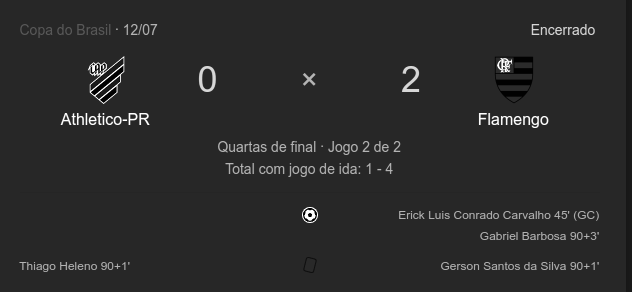 Copa do Brasil · 12/07
Encerrado
0 × 2
Athletico-PR
Flamengo
Quartas de final · Jogo 2 de 2
Total com jogo de ida: 1 - 4
Erick Luis Conrado Carvalho 45' (GC)
Gabriel Barbosa 90+3'
Thiago Heleno 90+1'
Gerson Santos da Silva 90+1'